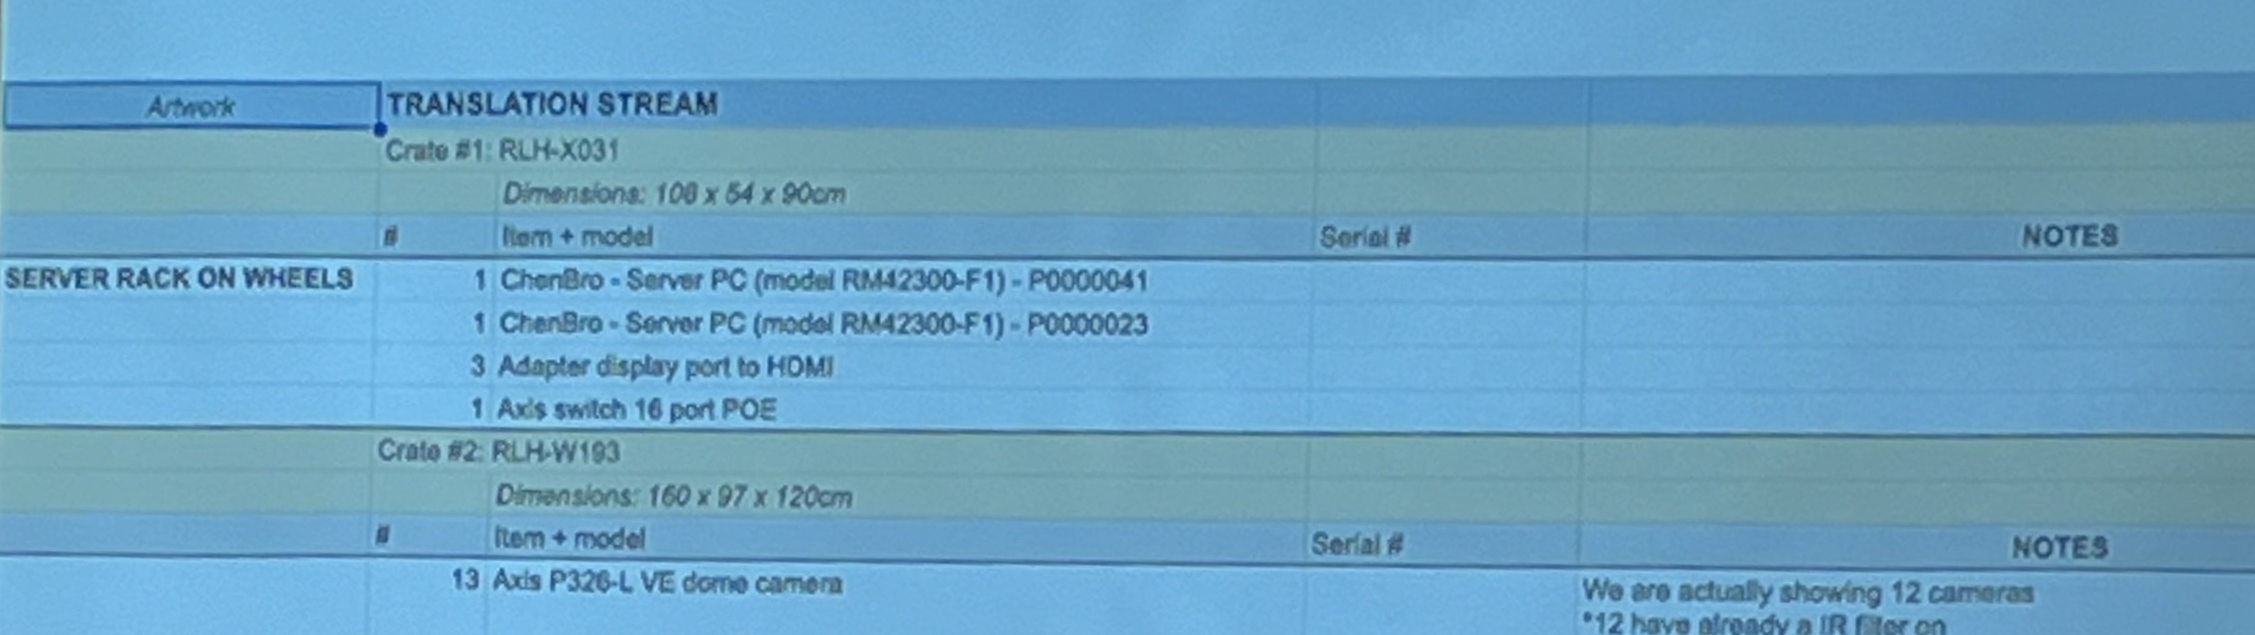 Artwork TRANSLATION STREAM
Crate #1: RLH-X031
Dimensions: 108 x 54 x 90cm
# Item + model Serial # NOTES
SERVER RACK ON WHEELS 1 ChenBro - Server PC (model RM42300-F1) - P0000041
1 ChenBro - Server PC (model RM42300-F1) - P0000023
3 Adapter display port to HDMI
1 Axis switch 16 port POE
Crate #2: RLH-W193
Dimensions: 160 x 97 x 120cm
# Item + model Serial # NOTES
13 Axis P326-L VE dome camera We are actually showing 12 cameras
*12 have already a IR filter on